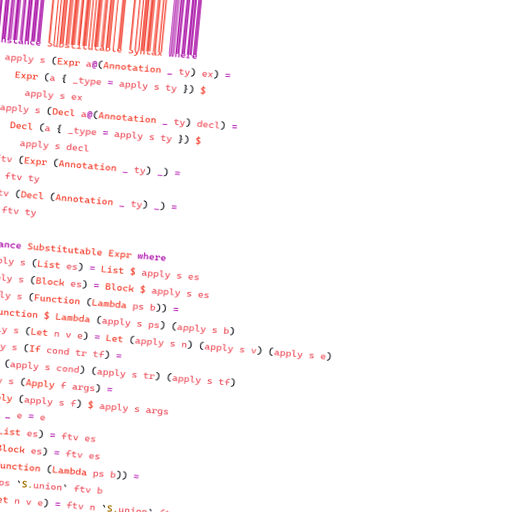 instance Substitutable Syntax where
apply s (Expr a@(Annotation _ ty) ex) =
Expr (a { _type = apply s ty }) $
apply s ex
apply s (Decl a@(Annotation _ ty) decl) =
Decl (a { _type = apply s ty }) $
apply s decl
ftv (Expr (Annotation _ ty) _) =
ftv ty
tv (Decl (Annotation _ ty) _) =
ftv ty
ance Substitutable Expr where
ply s (List es) = List $ apply s es
ly s (Block es) = Block $ apply s es
ly s (Function (Lambda ps b)) =
unction $ Lambda (apply s ps) (apply s b)
y s (Let n v e) = Let (apply s n) (apply s v) (apply s e)
y s (If cond tr tf) =
(apply s cond) (apply s tr) (apply s tf)
s (Apply f args) =
ly (apply s f) $ apply s args
_ e = e
List es) = ftv es
Block es) = ftv es
unction (Lambda ps b)) =
ps `S.union` ftv b
et n v e) = ftv n `S.union`